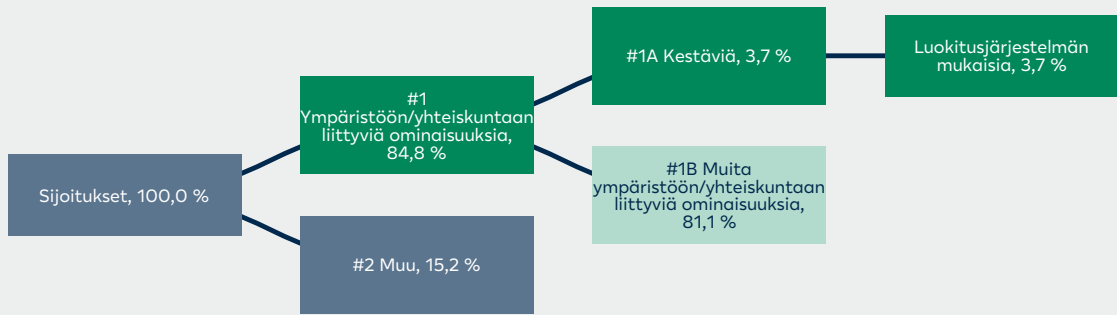 Sijoitukset, 100,0 %
#1
Ympäristöön/yhteiskuntaan
liittyviä ominaisuuksia,
84,8 %
#2 Muu, 15,2 %
#1A Kestäviä, 3,7 %
#1B Muita
ympäristöön/yhteiskuntaan
liittyviä ominaisuuksia,
81,1 %
Luokitusjärjestelmän
mukaisia, 3,7 %